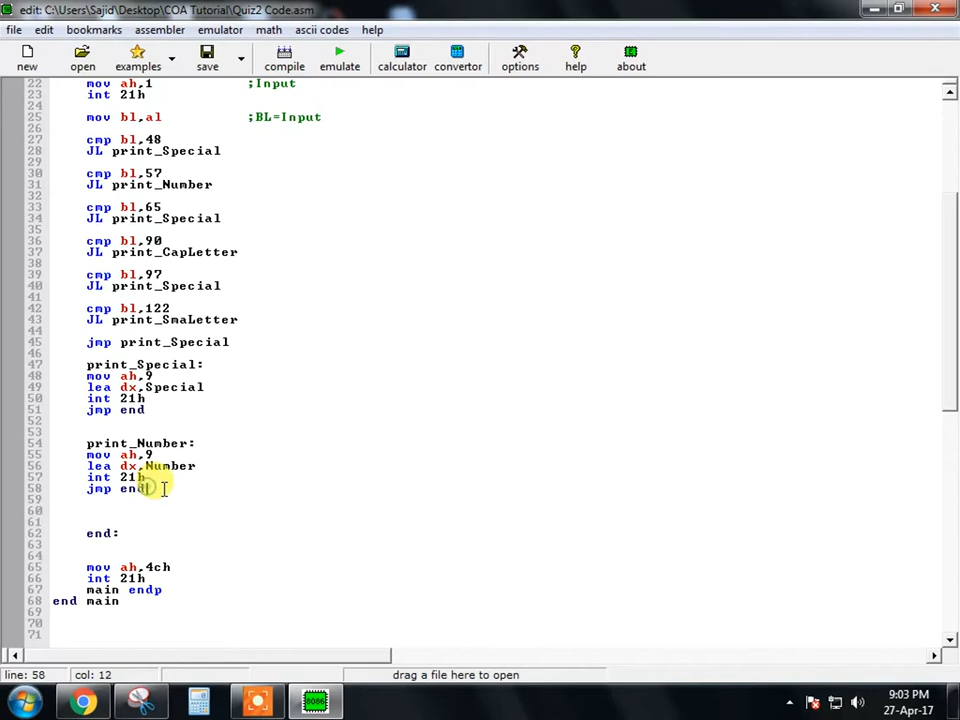 edit: C:\Users\Sajid\Desktop\COA Tutorial\Quiz2 Code.asm
file edit bookmarks assembler emulator math ascii codes help
new open examples save compile emulate calculator convertor options help about
22 mov ah,1 ;Input
23 int 21h
24
25 mov bl,al ;BL=Input
26
27 cmp bl,48
28 JL print_Special
29
30 cmp bl,57
31 JL print_Number
32
33 cmp bl,65
34 JL print_Special
35
36 cmp bl,90
37 JL print_CapLetter
38
39 cmp bl,97
40 JL print_Special
41
42 cmp bl,122
43 JL print_SmaLetter
44
45 jmp print_Special
46
47 print_Special:
48 mov ah,9
49 lea dx,Special
50 int 21h
51 jmp end
52
53
54 print_Number:
55 mov ah,9
56 lea dx,Number
57 int 21h
58 jmp end
59
60
61
62 end:
63
64
65 mov ah,4ch
66 int 21h
67 main endp
68 end main
69
70
71
line: 58 col: 12 drag a file here to open
8086
9:03 PM
27-Apr-17